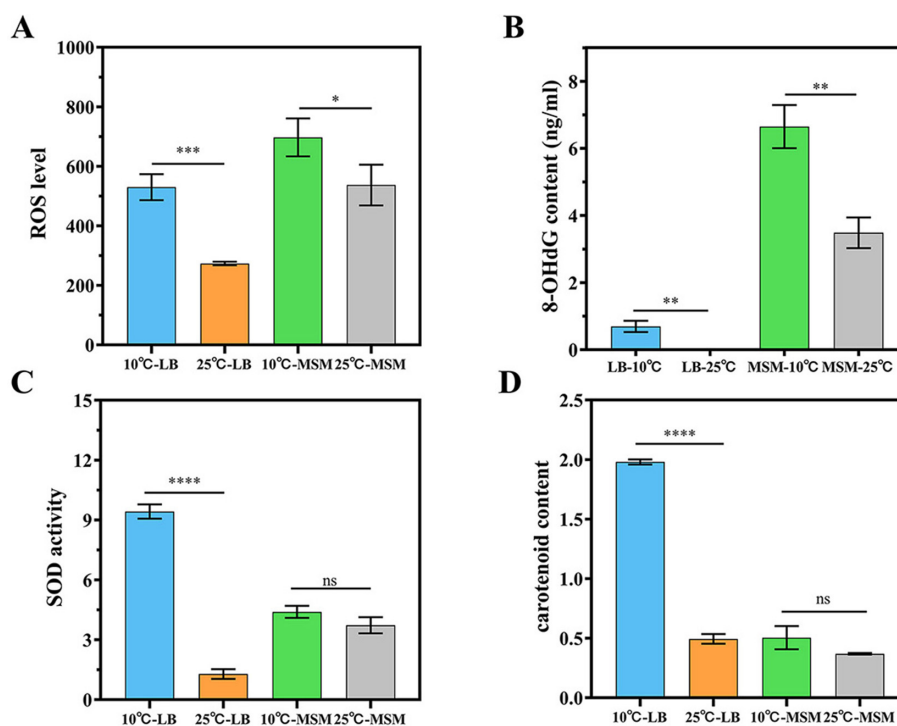 A
ROS level
1000
800
600
400
200
0
***
*
10℃-LB 25℃-LB 10℃-MSM 25℃-MSM
B
8-OHdG content (ng/ml)
8
6
4
2
0
**
**
LB-10℃ LB-25℃ MSM-10℃ MSM-25℃
C
SOD activity
15
12
9
6
3
0
****
ns
10℃-LB 25℃-LB 10℃-MSM 25℃-MSM
D
carotenoid content
2.5
2.0
1.5
1.0
0.5
0.0
****
ns
10℃-LB 25℃-LB 10℃-MSM 25℃-MSM